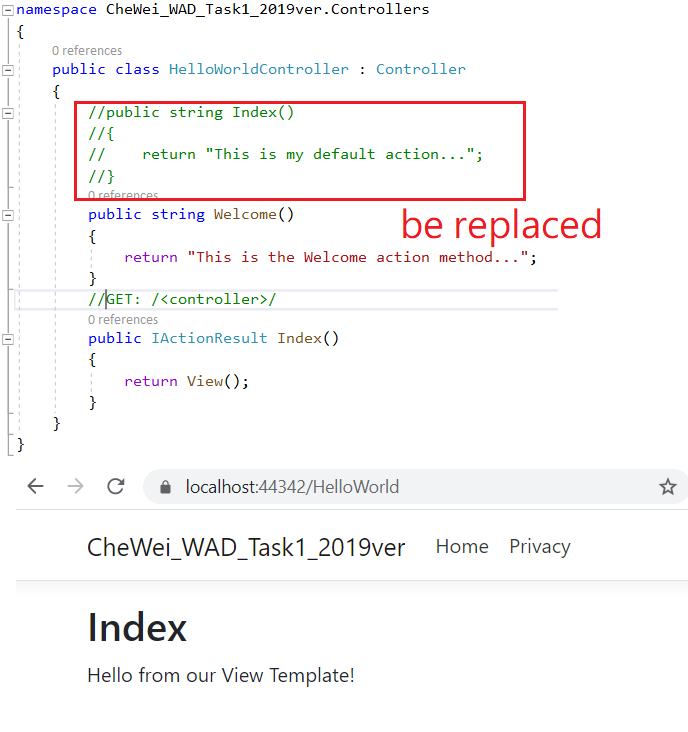 namespace CheWei_WAD_Task1_2019ver.Controllers
{
0 references
public class HelloWorldController : Controller
{
//public string Index()
//{
//    return "This is my default action...";
//}
0 references
be replaced
public string Welcome()
{
return "This is the Welcome action method...";
}
//GET: /<controller>/
0 references
public IActionResult Index()
{
return View();
}
}
}
localhost:44342/HelloWorld
CheWei_WAD_Task1_2019ver Home Privacy
Index
Hello from our View Template!